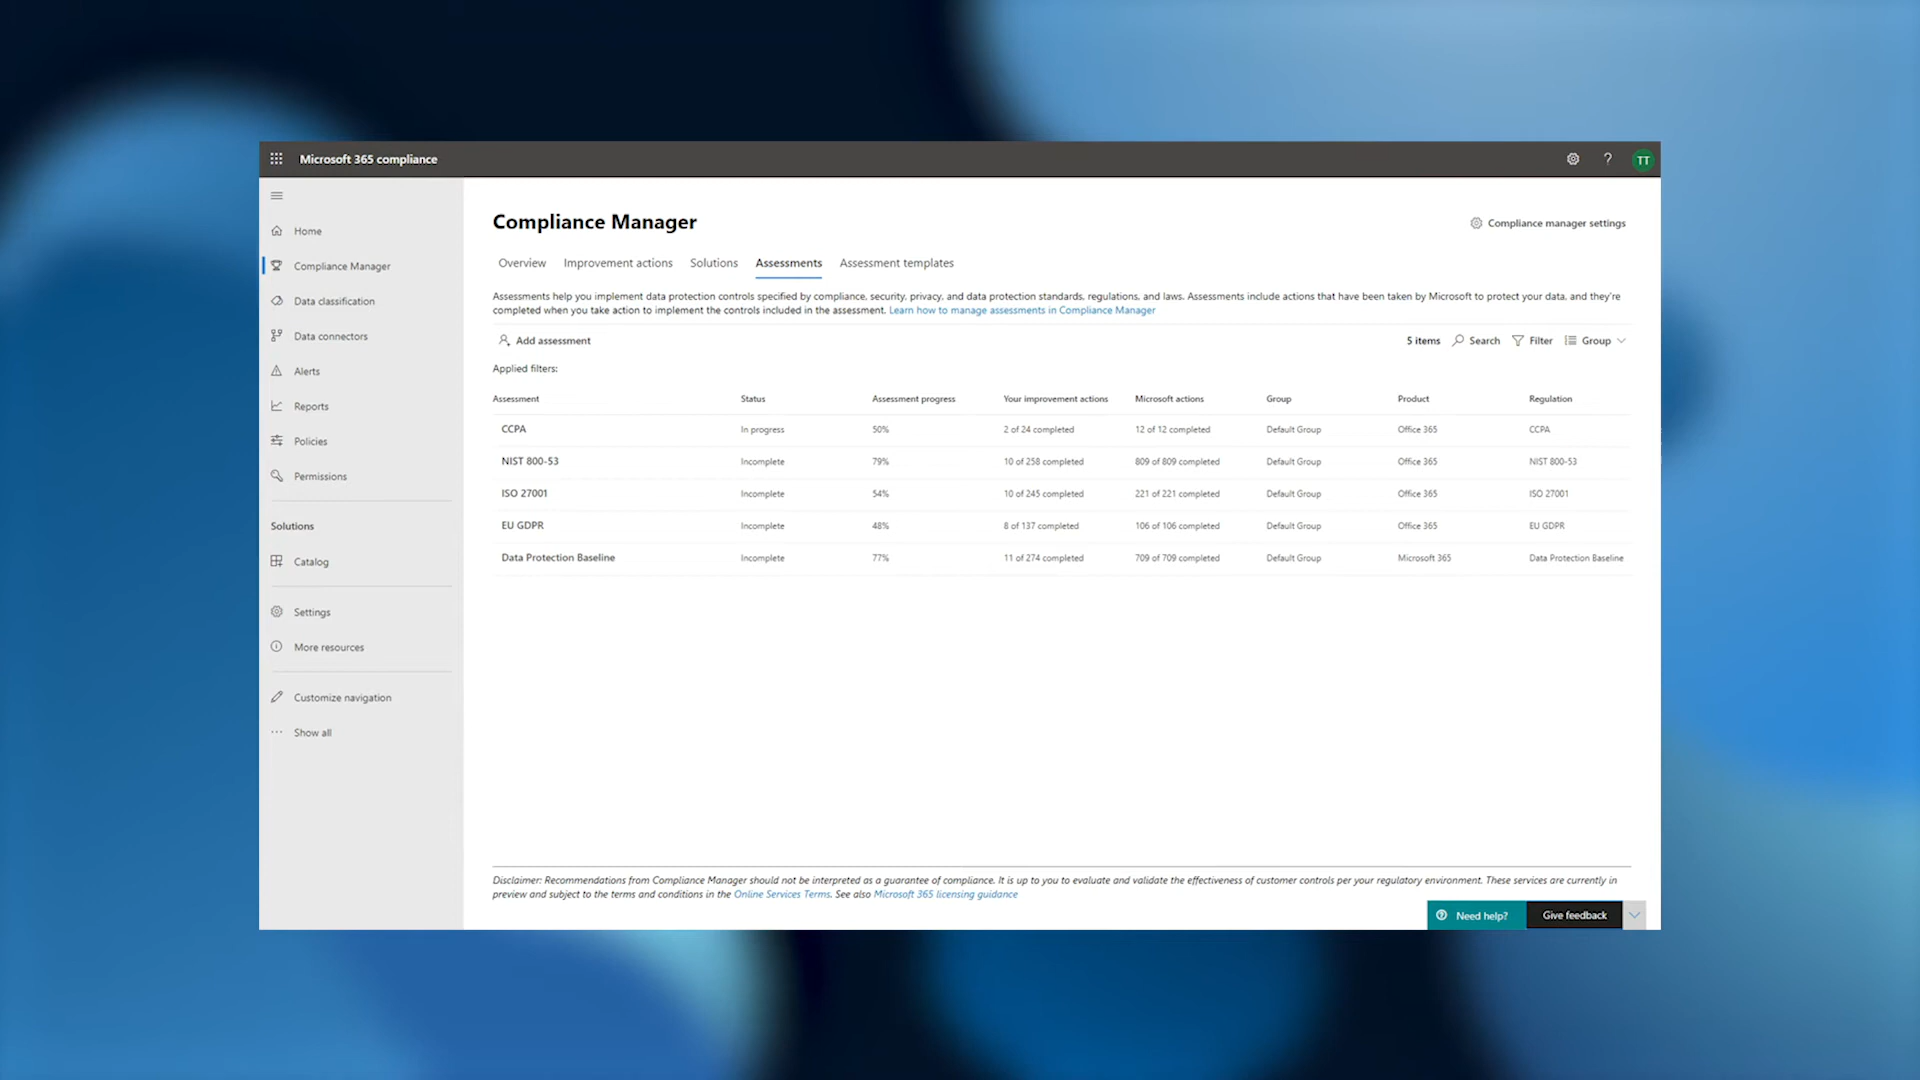 Microsoft 365 compliance
?
TT
Home
Compliance Manager
Data classification
Data connectors
Alerts
Reports
Policies
Permissions
Solutions
Catalog
Settings
More resources
Customize navigation
Show all
Compliance Manager
Compliance manager settings
Overview Improvement actions Solutions Assessments Assessment templates
Assessments help you implement data protection controls specified by compliance, security, privacy, and data protection standards, regulations, and laws. Assessments include actions that have been taken by Microsoft to protect your data, and they're
completed when you take action to implement the controls included in the assessment. Learn how to manage assessments in Compliance Manager
Add assessment 5 items Search Filter Group
Applied filters:
Assessment Status Assessment progress Your improvement actions Microsoft actions Group Product Regulation
CCPA In progress 50% 2 of 24 completed 12 of 12 completed Default Group Office 365 CCPA
NIST 800-53 Incomplete 79% 10 of 258 completed 809 of 809 completed Default Group Office 365 NIST 800-53
ISO 27001 Incomplete 54% 10 of 245 completed 221 of 221 completed Default Group Office 365 ISO 27001
EU GDPR Incomplete 48% 8 of 137 completed 106 of 106 completed Default Group Office 365 EU GDPR
Data Protection Baseline Incomplete 77% 11 of 274 completed 709 of 709 completed Default Group Microsoft 365 Data Protection Baseline
Disclaimer: Recommendations from Compliance Manager should not be interpreted as a guarantee of compliance. It is up to you to evaluate and validate the effectiveness of customer controls per your regulatory environment. These services are currently in
preview and subject to the terms and conditions in the Online Services Terms. See also Microsoft 365 licensing guidance
Need help? Give feedback